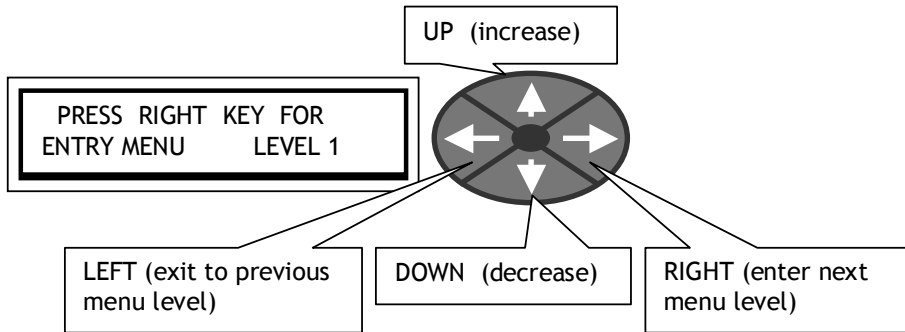 UP (increase)
PRESS RIGHT KEY FOR
ENTRY MENU LEVEL 1
LEFT (exit to previous
menu level)
DOWN (decrease)
RIGHT (enter next
menu level)